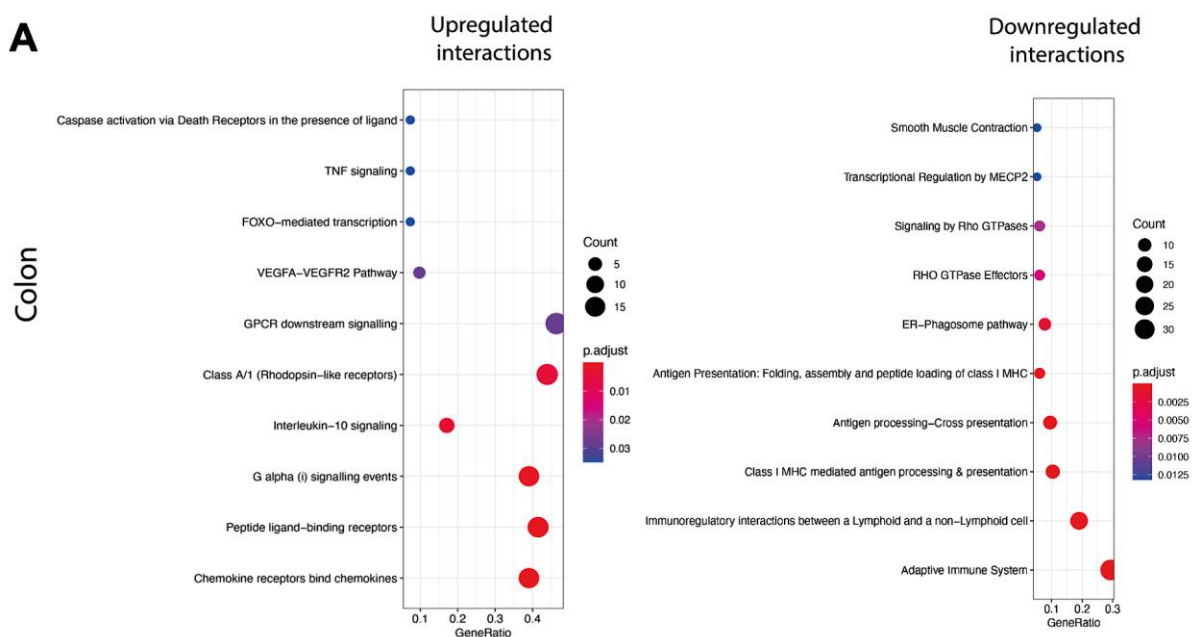 A
Upregulated
interactions
Downregulated
interactions
Colon
Caspase activation via Death Receptors in the presence of ligand
TNF signaling
FOXO−mediated transcription
VEGFA−VEGFR2 Pathway
GPCR downstream signalling
Class A/1 (Rhodopsin−like receptors)
Interleukin−10 signaling
G alpha (i) signalling events
Peptide ligand−binding receptors
Chemokine receptors bind chemokines
0.1 0.2 0.3 0.4
GeneRatio
Count
5
10
15
p.adjust
0.01
0.02
0.03
Smooth Muscle Contraction
Transcriptional Regulation by MECP2
Signaling by Rho GTPases
RHO GTPase Effectors
ER−Phagosome pathway
Antigen Presentation: Folding, assembly and peptide loading of class I MHC
Antigen processing−Cross presentation
Class I MHC mediated antigen processing & presentation
Immunoregulatory interactions between a Lymphoid and a non−Lymphoid cell
Adaptive Immune System
0.1 0.2 0.3
GeneRatio
Count
10
15
20
25
30
p.adjust
0.0025
0.0050
0.0075
0.0100
0.0125